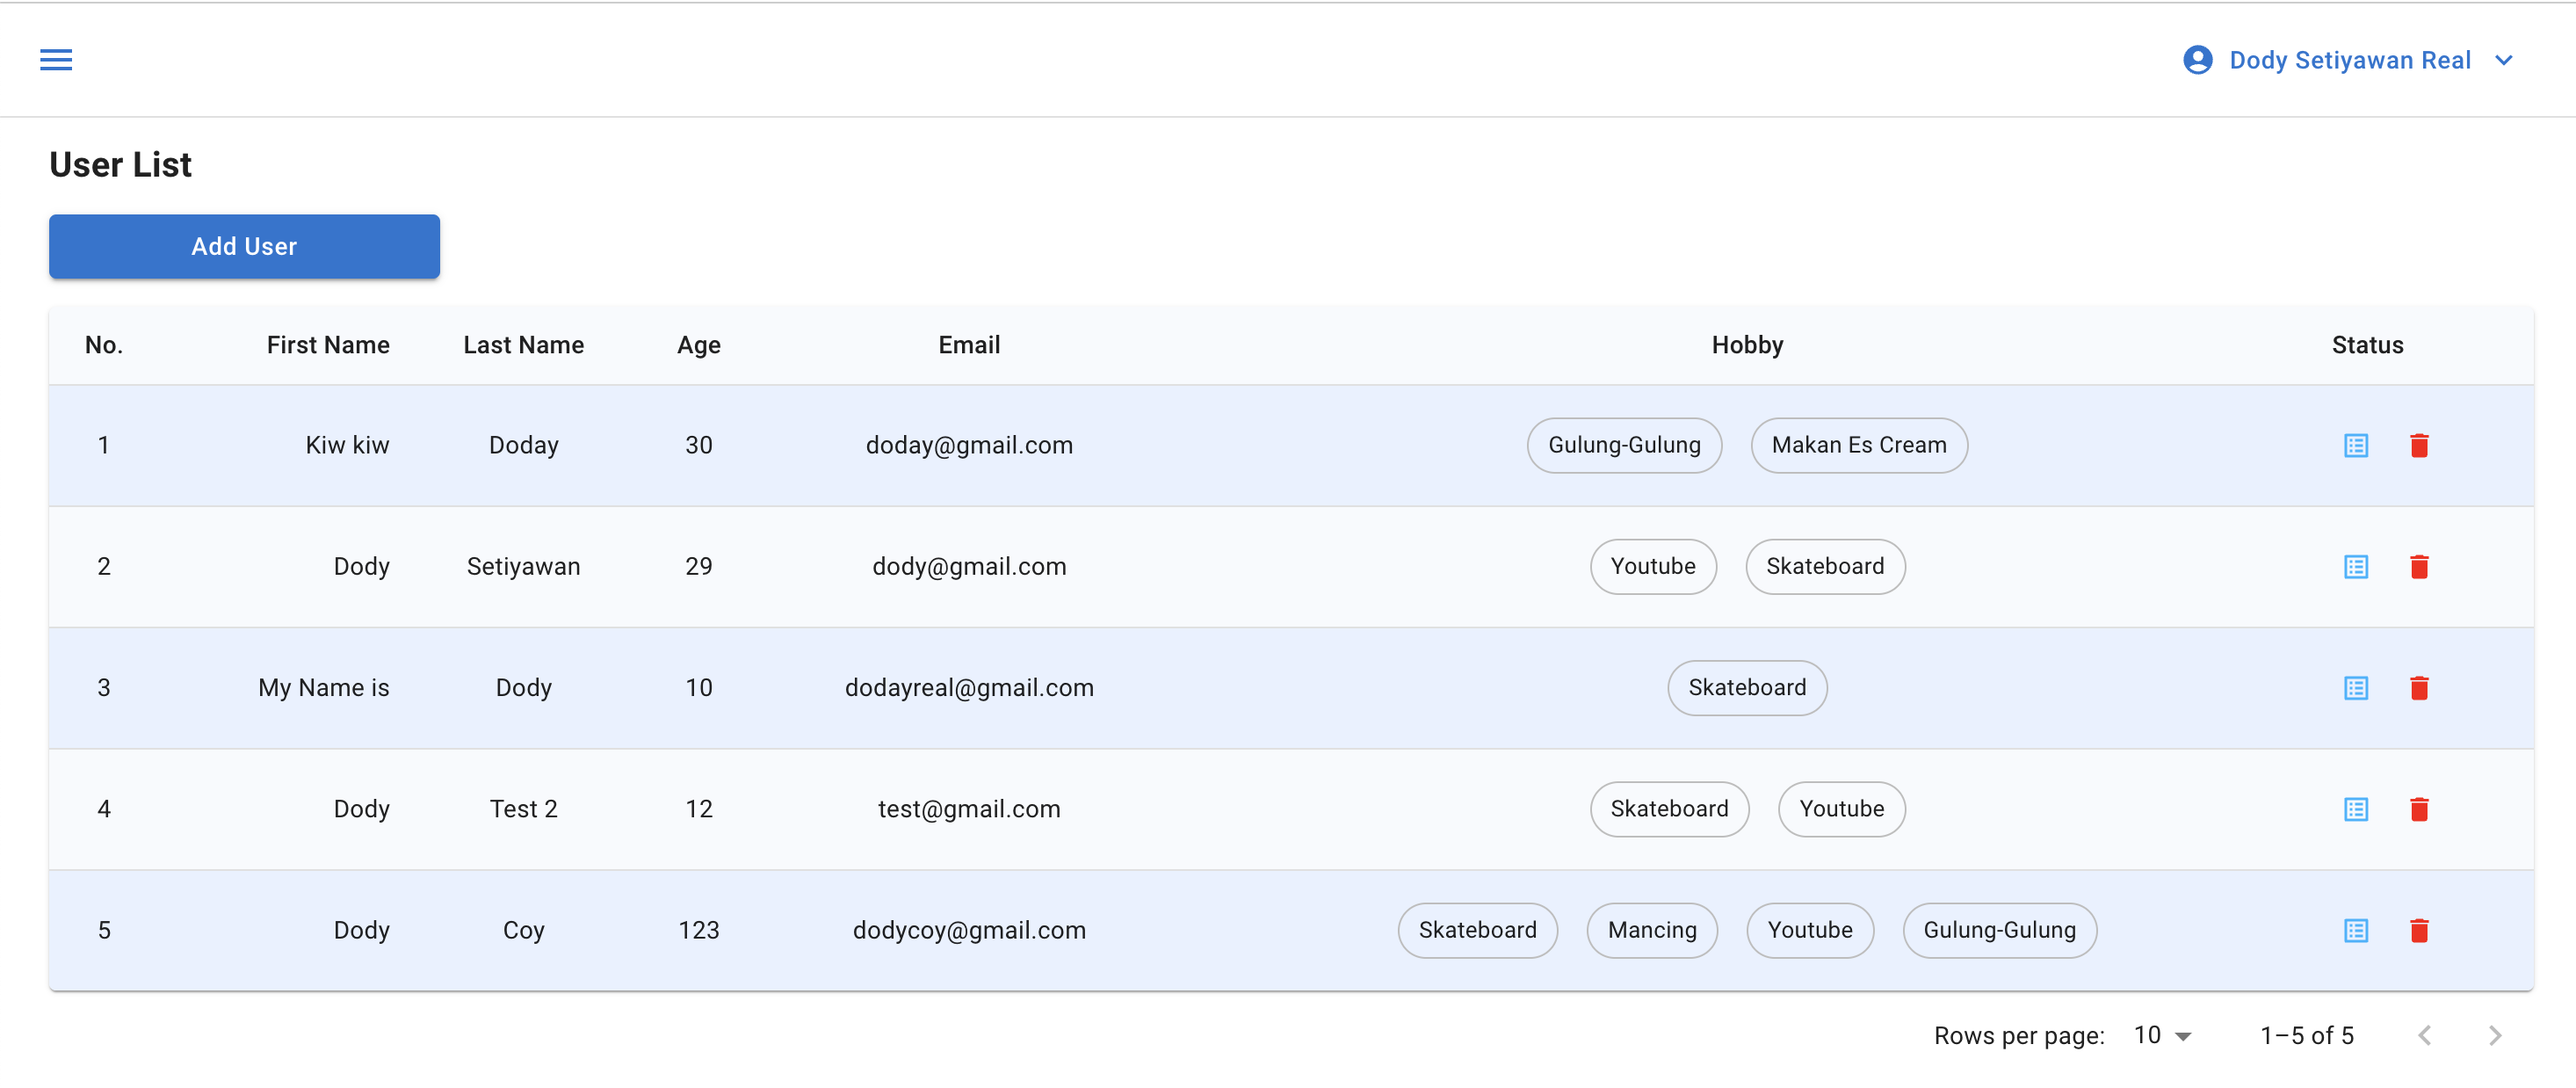 Dody Setiyawan Real
User List
Add User
No. First Name Last Name Age Email Hobby Status
1 Kiw kiw Doday 30 doday@gmail.com Gulung-Gulung Makan Es Cream
2 Dody Setiyawan 29 dody@gmail.com Youtube Skateboard
3 My Name is Dody 10 dodayreal@gmail.com Skateboard
4 Dody Test 2 12 test@gmail.com Skateboard Youtube
5 Dody Coy 123 dodycoy@gmail.com Skateboard Mancing Youtube Gulung-Gulung
Rows per page: 10 1–5 of 5